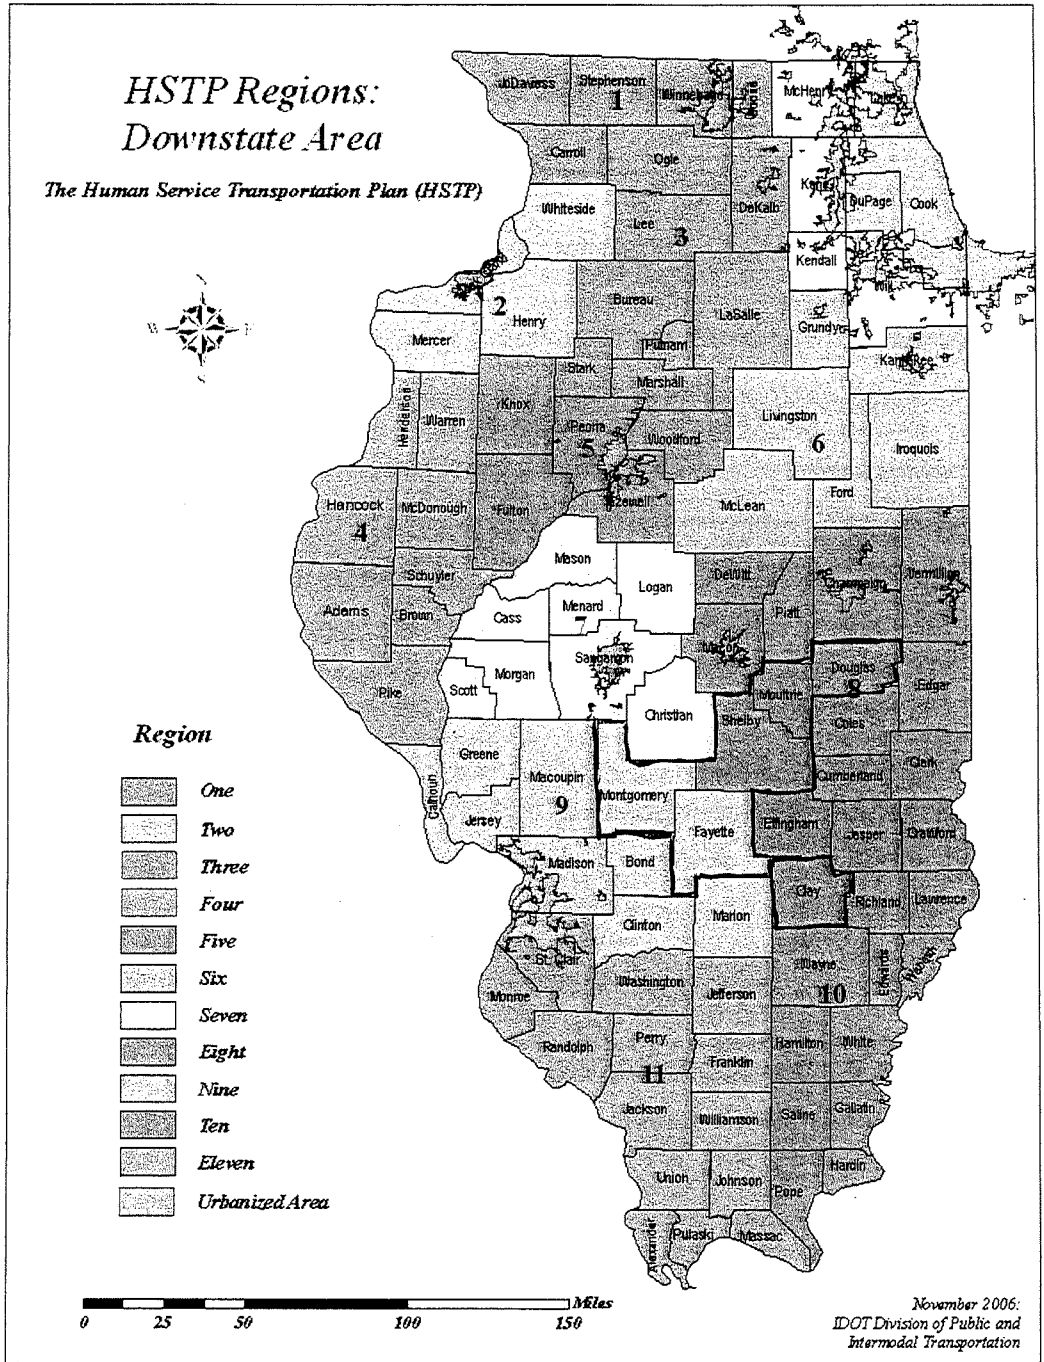 HSTP Regions:
Downstate Area
The Human Service Transportation Plan (HSTP)
JoDaviess
Stephenson
1
Winnebago
Boone
McHenry
Lake
Carroll
Ogle
DeKalb
Kane
DuPage
Cook
Whiteside
Lee
3
Kendall
Will
2
Henry
Bureau
LaSalle
Grundy
Mercer
Putnam
Kankakee
Stark
Marshall
Henderson
Warren
Knox
Peoria
5
Woodford
Livingston
6
Iroquois
Hancock
4
McDonough
Fulton
Tazewell
McLean
Ford
Mason
Logan
DeWitt
Piatt
Champaign
Vermilion
Schuyler
Adams
Brown
Cass
Menard
Macon
Sangamon
Morgan
Scott
Pike
Christian
Shelby
Moultrie
Douglas
8
Edgar
Coles
Greene
Macoupin
9
Montgomery
Cumberland
Clark
Calhoun
Jersey
Fayette
Effingham
Jasper
Crawford
Madison
Bond
Clay
Richland
Lawrence
Clinton
Marion
St. Clair
Wayne
10
Edwards
Wabash
Monroe
Washington
Jefferson
Randolph
Perry
11
Franklin
Hamilton
White
Jackson
Williamson
Saline
Gallatin
Union
Johnson
Pope
Hardin
Alexander
Pulaski
Massac
N
W
E
S
Region
One
Two
Three
Four
Five
Six
Seven
Eight
Nine
Ten
Eleven
Urbanized Area
Miles
0 25 50 100 150
November 2006:
IDOT Division of Public and
Intermodal Transportation